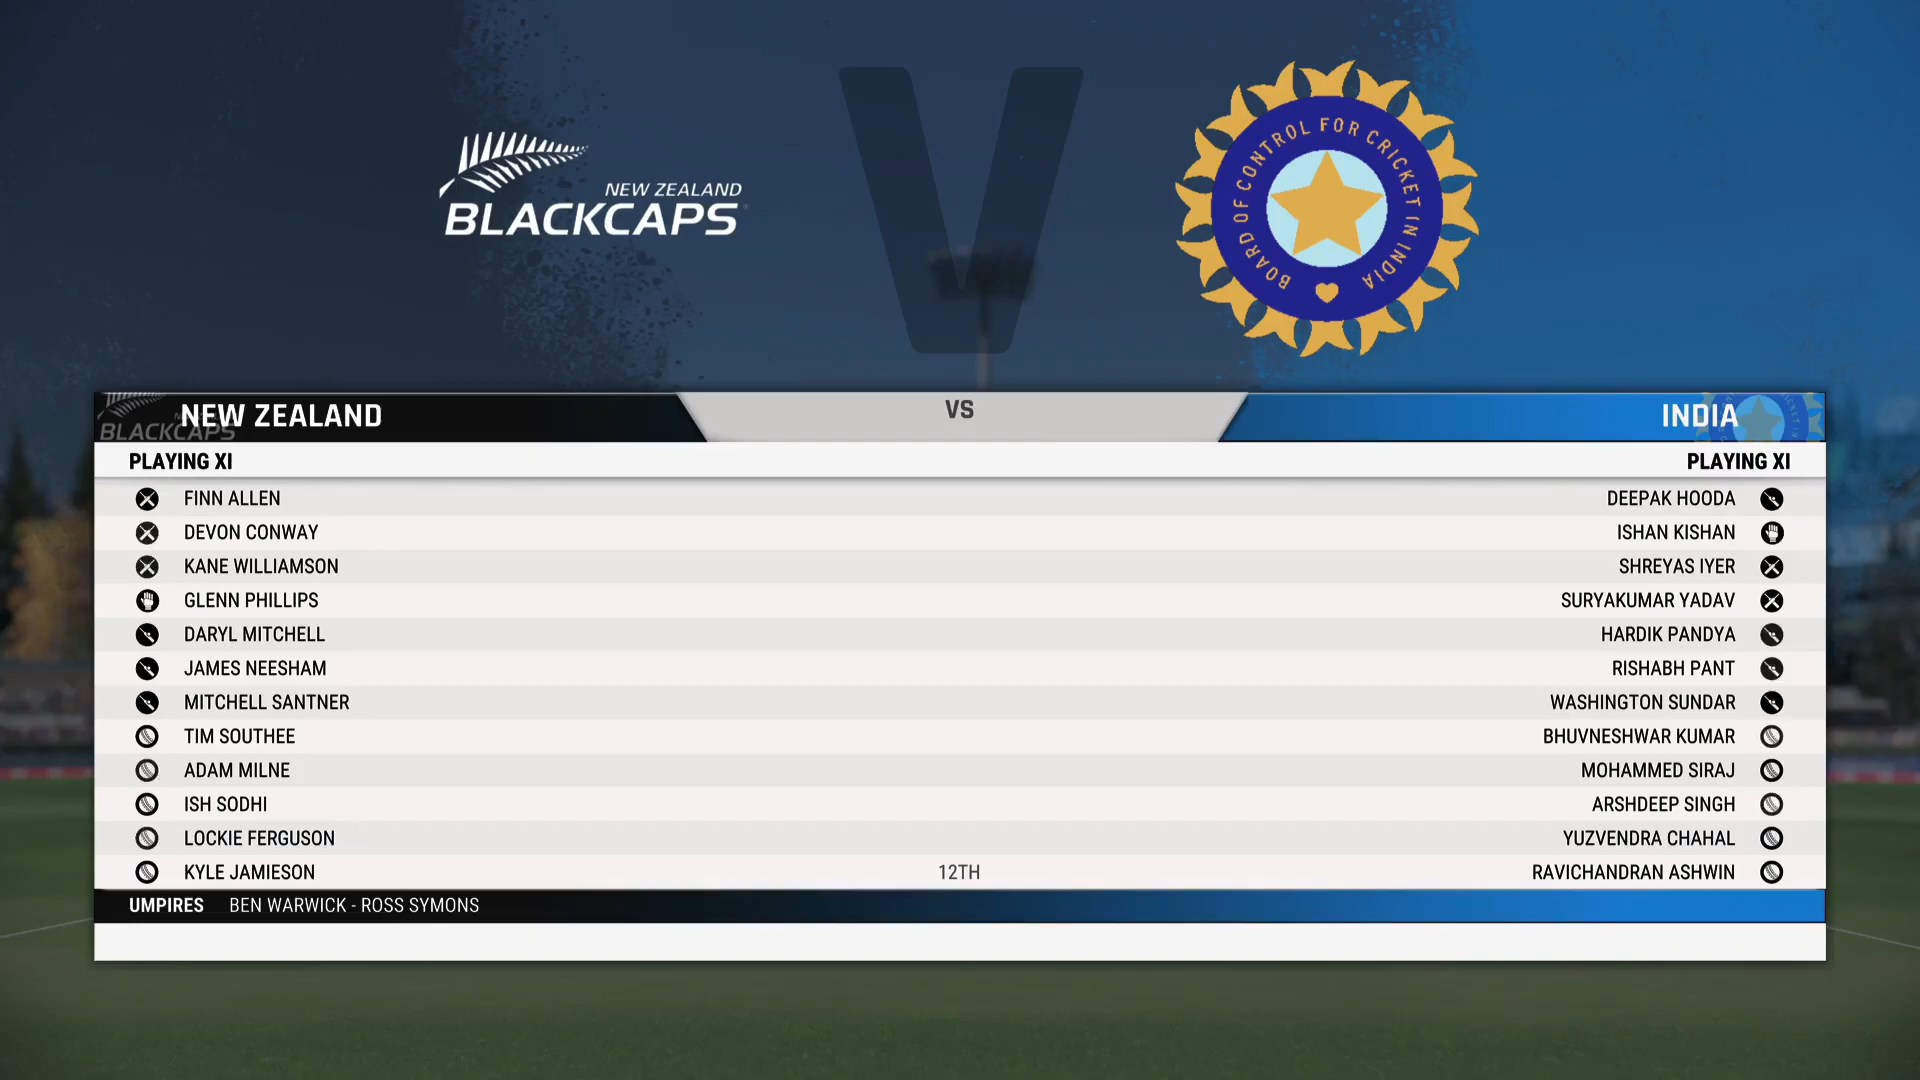 V
NEW ZEALAND
BLACKCAPS
BOARD OF CONTROL FOR CRICKET IN INDIA
BLACKCAPS
NEW ZEALAND VS INDIA
PLAYING XI PLAYING XI
FINN ALLEN DEEPAK HOODA
DEVON CONWAY ISHAN KISHAN
KANE WILLIAMSON SHREYAS IYER
GLENN PHILLIPS SURYAKUMAR YADAV
DARYL MITCHELL HARDIK PANDYA
JAMES NEESHAM RISHABH PANT
MITCHELL SANTNER WASHINGTON SUNDAR
TIM SOUTHEE BHUVNESHWAR KUMAR
ADAM MILNE MOHAMMED SIRAJ
ISH SODHI ARSHDEEP SINGH
LOCKIE FERGUSON YUZVENDRA CHAHAL
KYLE JAMIESON 12TH RAVICHANDRAN ASHWIN
UMPIRES BEN WARWICK - ROSS SYMONS